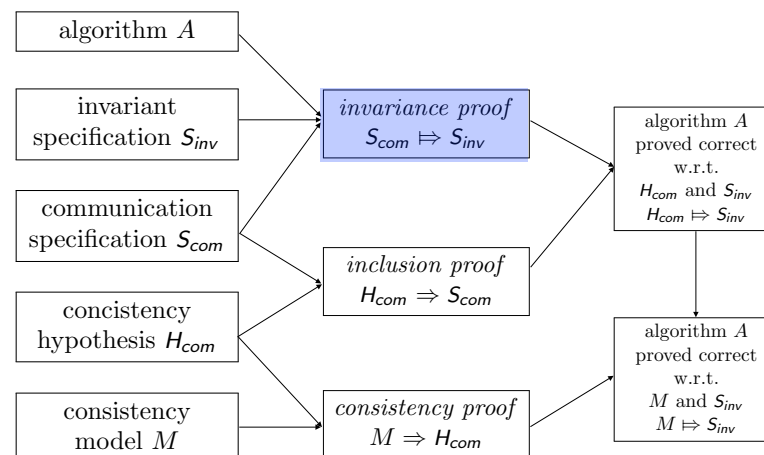 algorithm A
invariant
specification S_inv
communication
specification S_com
concistency
hypothesis H_com
consistency
model M
invariance proof
S_com ⤇ S_inv
inclusion proof
H_com ⇒ S_com
consistency proof
M ⇒ H_com
algorithm A
proved correct
w.r.t.
H_com and S_inv
H_com ⤇ S_inv
algorithm A
proved correct
w.r.t.
M and S_inv
M ⤇ S_inv